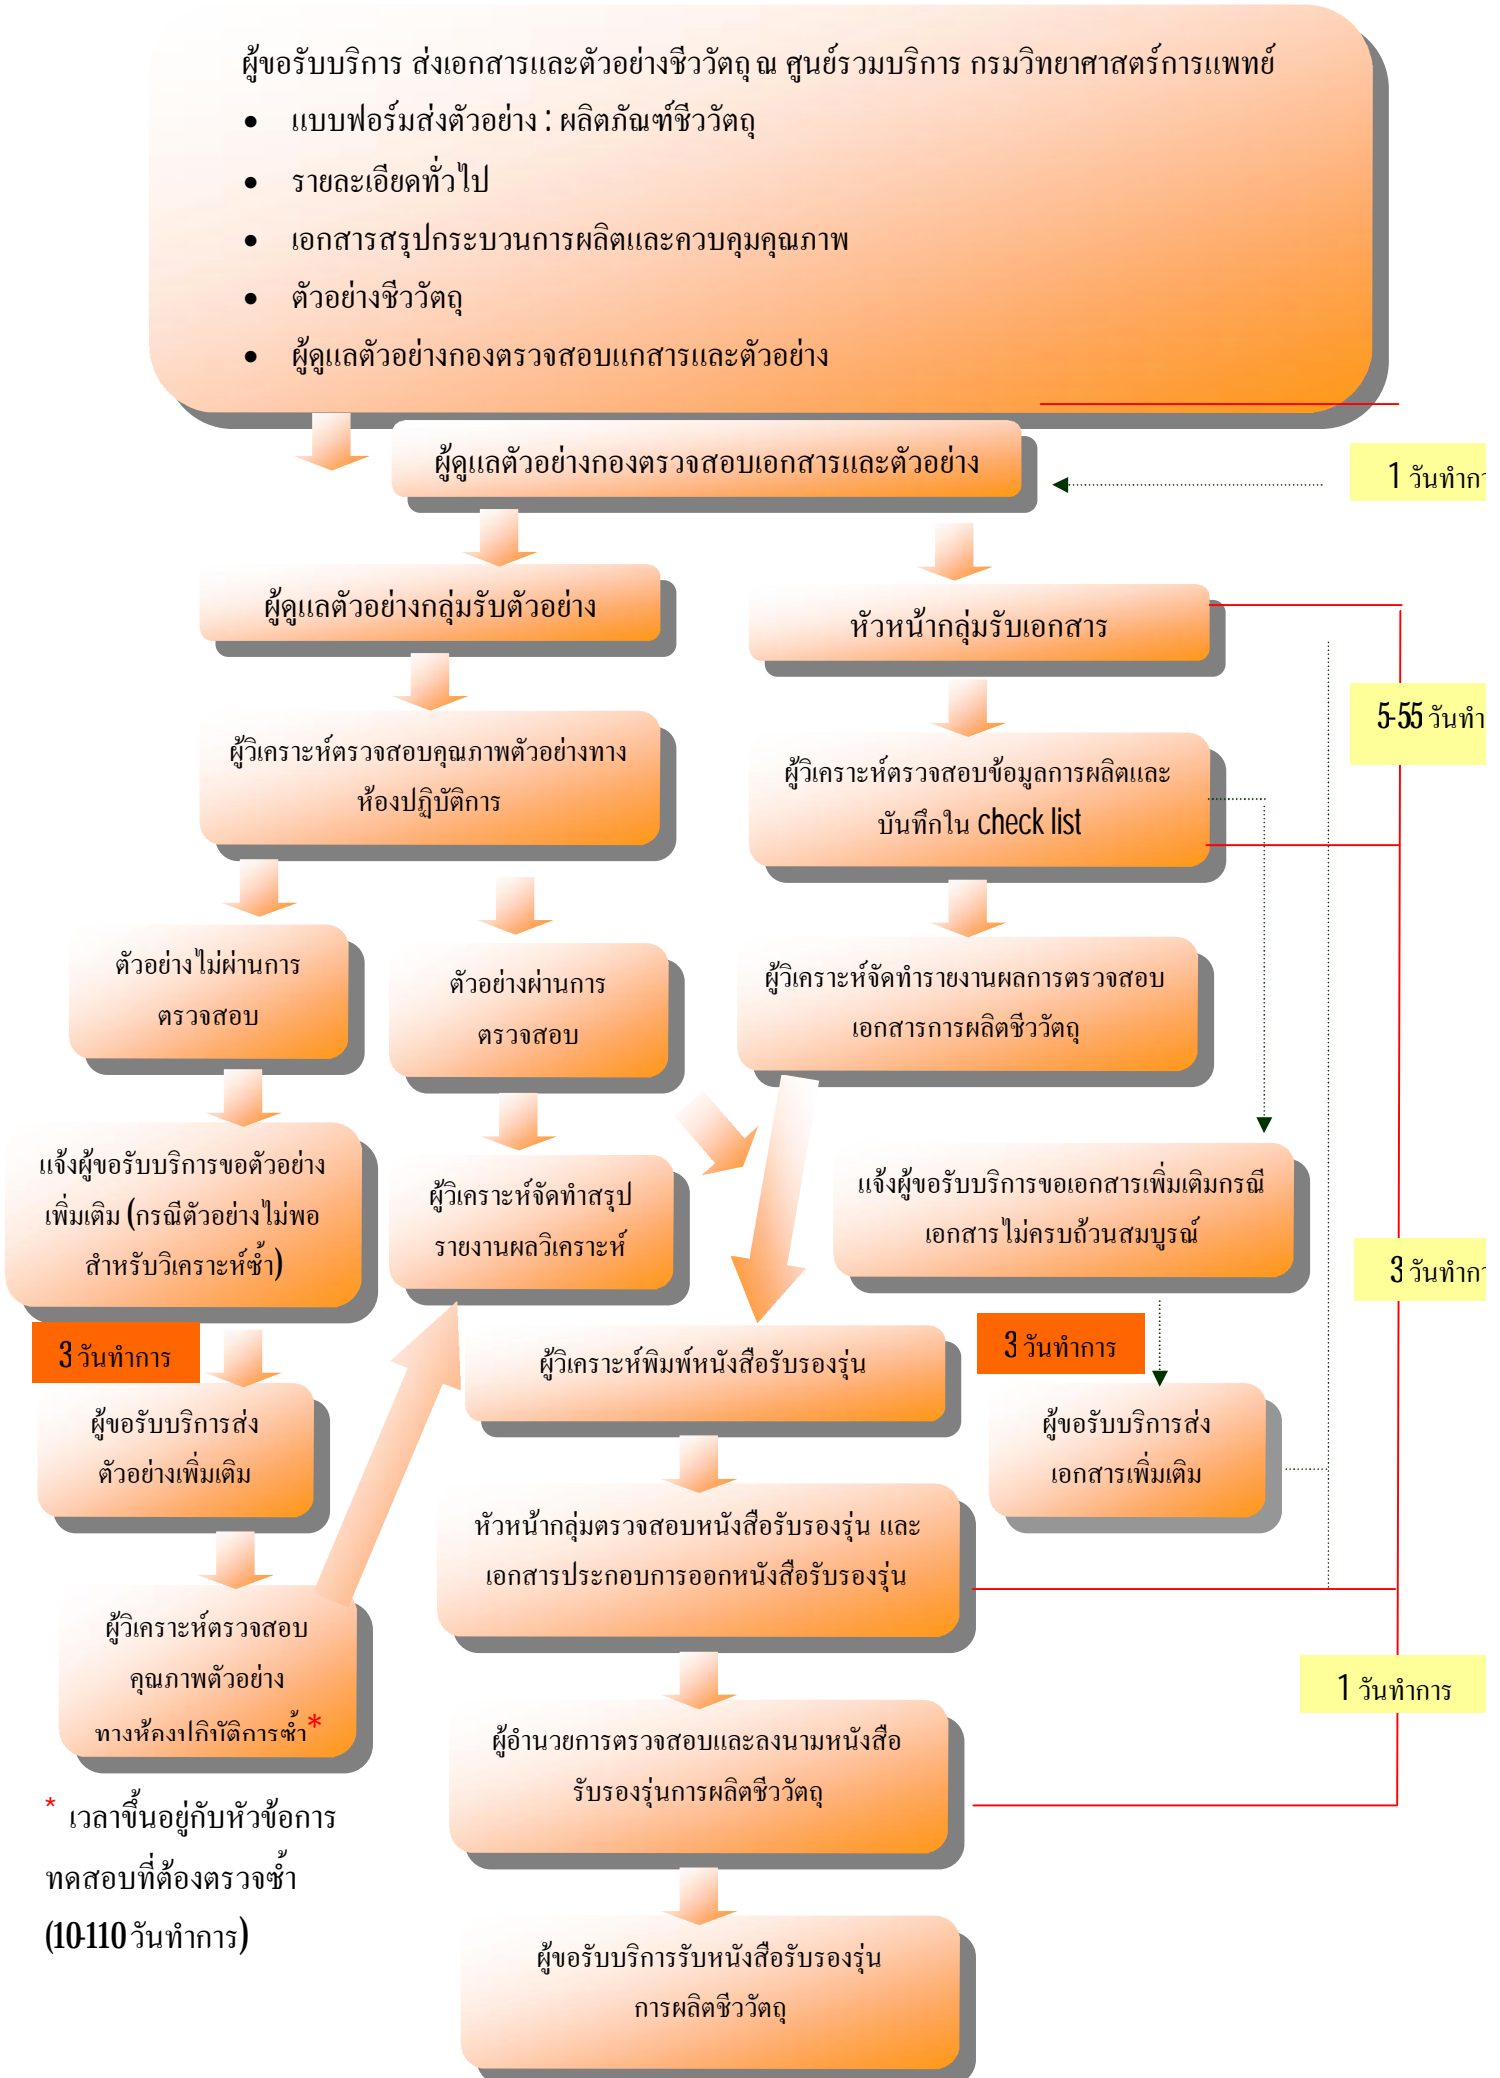 ผู้ขอรับบริการ ส่งเอกสารและตัวอย่างชีววัตถุ ณ ศูนย์รวมบริการ กรมวิทยาศาสตร์การแพทย์
• แบบฟอร์มส่งตัวอย่าง : ผลิตภัณฑ์ชีววัตถุ
• รายละเอียดทั่วไป
• เอกสารสรุปกระบวนการผลิตและควบคุมคุณภาพ
• ตัวอย่างชีววัตถุ
• ผู้ดูแลตัวอย่างกองตรวจสอบแกสารและตัวอย่าง
ผู้ดูแลตัวอย่างกองตรวจสอบเอกสารและตัวอย่าง
1 วันทำกา
ผู้ดูแลตัวอย่างกลุ่มรับตัวอย่าง
หัวหน้ากลุ่มรับเอกสาร
5-55 วันทำ
ผู้วิเคราะห์ตรวจสอบคุณภาพตัวอย่างทาง
ห้องปฏิบัติการ
ผู้วิเคราะห์ตรวจสอบข้อมูลการผลิตและ
บันทึกใน check list
ตัวอย่างไม่ผ่านการ
ตรวจสอบ
ตัวอย่างผ่านการ
ตรวจสอบ
ผู้วิเคราะห์จัดทำรายงานผลการตรวจสอบ
เอกสารการผลิตชีววัตถุ
แจ้งผู้ขอรับบริการขอตัวอย่าง
เพิ่มเติม (กรณีตัวอย่างไม่พอ
สำหรับวิเคราะห์ซ้ำ)
ผู้วิเคราะห์จัดทำสรุป
รายงานผลวิเคราะห์
แจ้งผู้ขอรับบริการขอเอกสารเพิ่มเติมกรณี
เอกสารไม่ครบถ้วนสมบูรณ์
3 วันทำกา
3 วันทำการ
ผู้วิเคราะห์พิมพ์หนังสือรับรองรุ่น
3 วันทำการ
ผู้ขอรับบริการส่ง
ตัวอย่างเพิ่มเติม
ผู้ขอรับบริการส่ง
เอกสารเพิ่มเติม
หัวหน้ากลุ่มตรวจสอบหนังสือรับรองรุ่น และ
เอกสารประกอบการออกหนังสือรับรองรุ่น
ผู้วิเคราะห์ตรวจสอบ
คุณภาพตัวอย่าง
ทางห้องปฏิบัติการซ้ำ*
1 วันทำการ
ผู้อำนวยการตรวจสอบและลงนามหนังสือ
รับรองรุ่นการผลิตชีววัตถุ
* เวลาขึ้นอยู่กับหัวข้อการ
ทดสอบที่ต้องตรวจซ้ำ
(10-110 วันทำการ)
ผู้ขอรับบริการรับหนังสือรับรองรุ่น
การผลิตชีววัตถุ